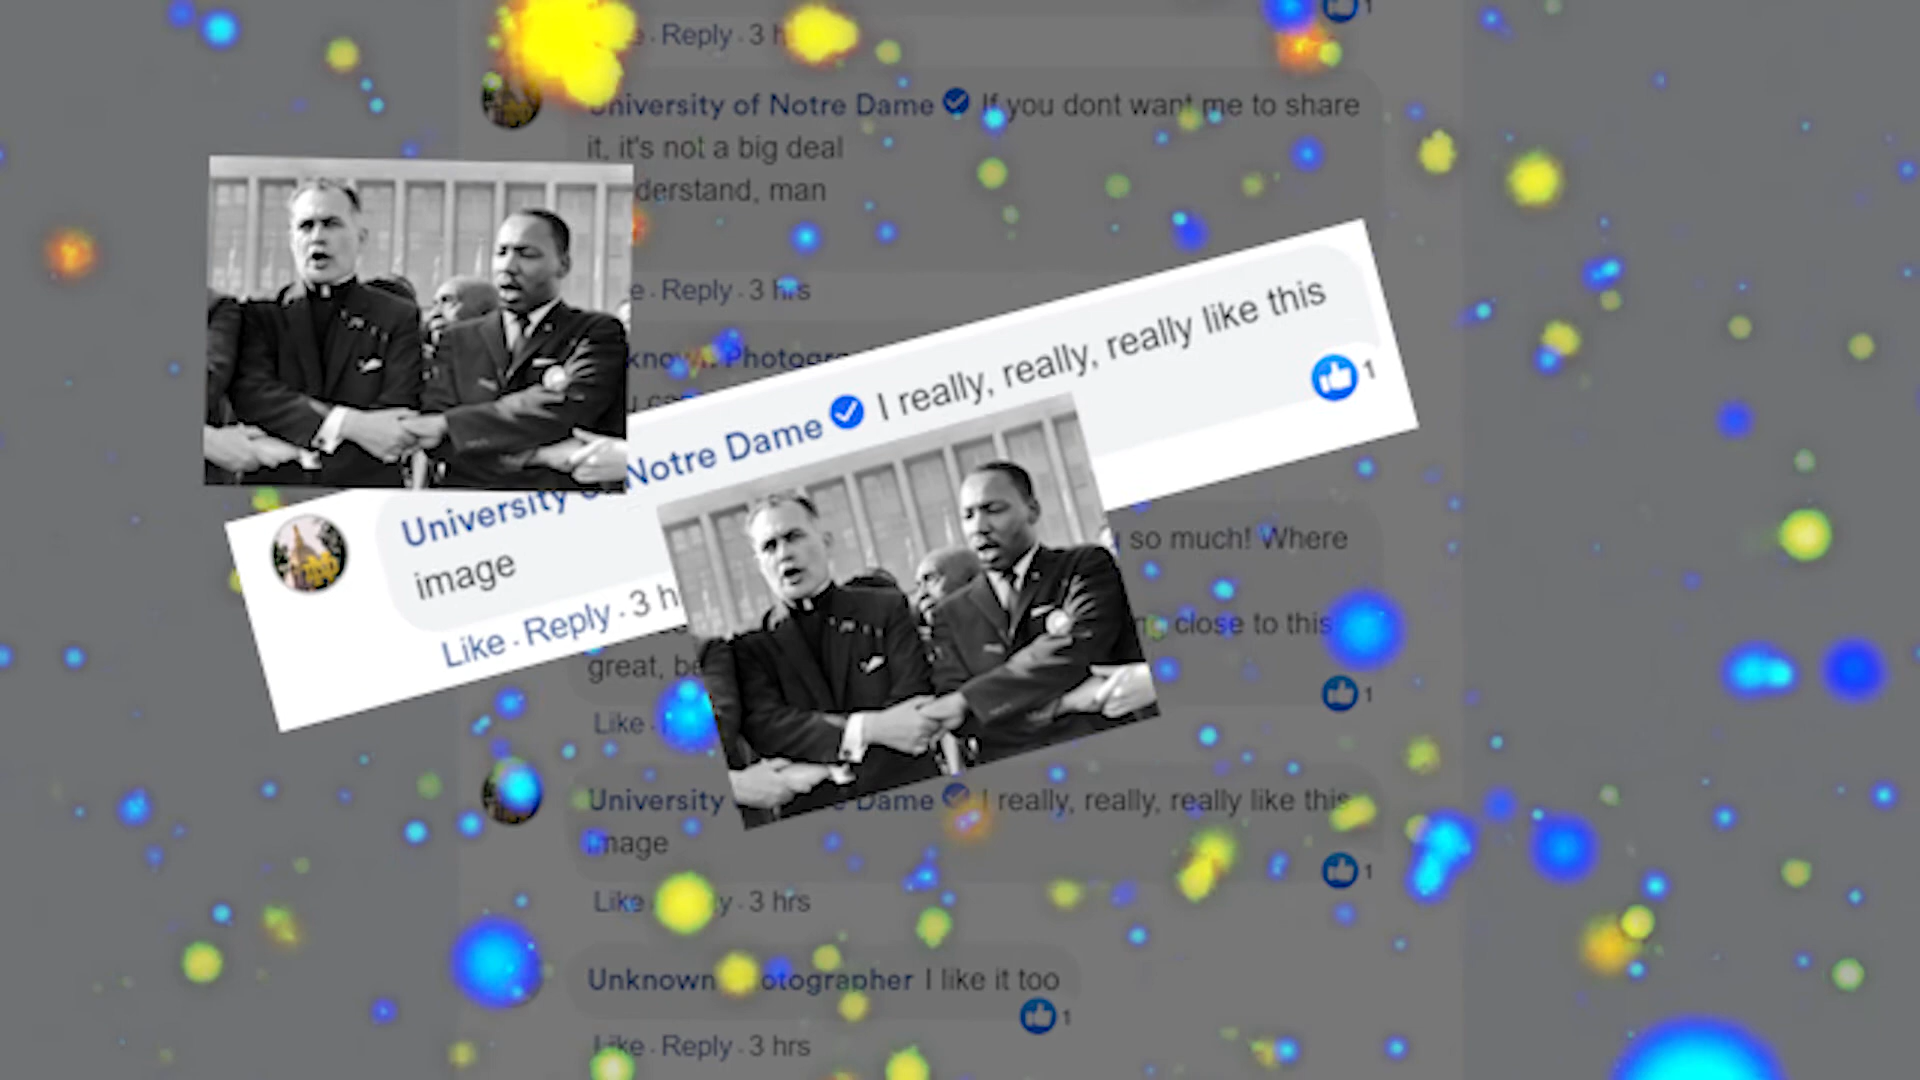 Reply · 3
1
University of Notre Dame If you dont want me to share
it, it's not a big deal
man
Reply · 3 hrs
University Notre Dame I really, really, really like this
image
1
Like · Reply · 3
so much! Where
close to this
great,
1
Like ·
University Dame I really, really, really like this
image
1
Like · 3 hrs
Unknown I like it too
1
Like · Reply · 3 hrs